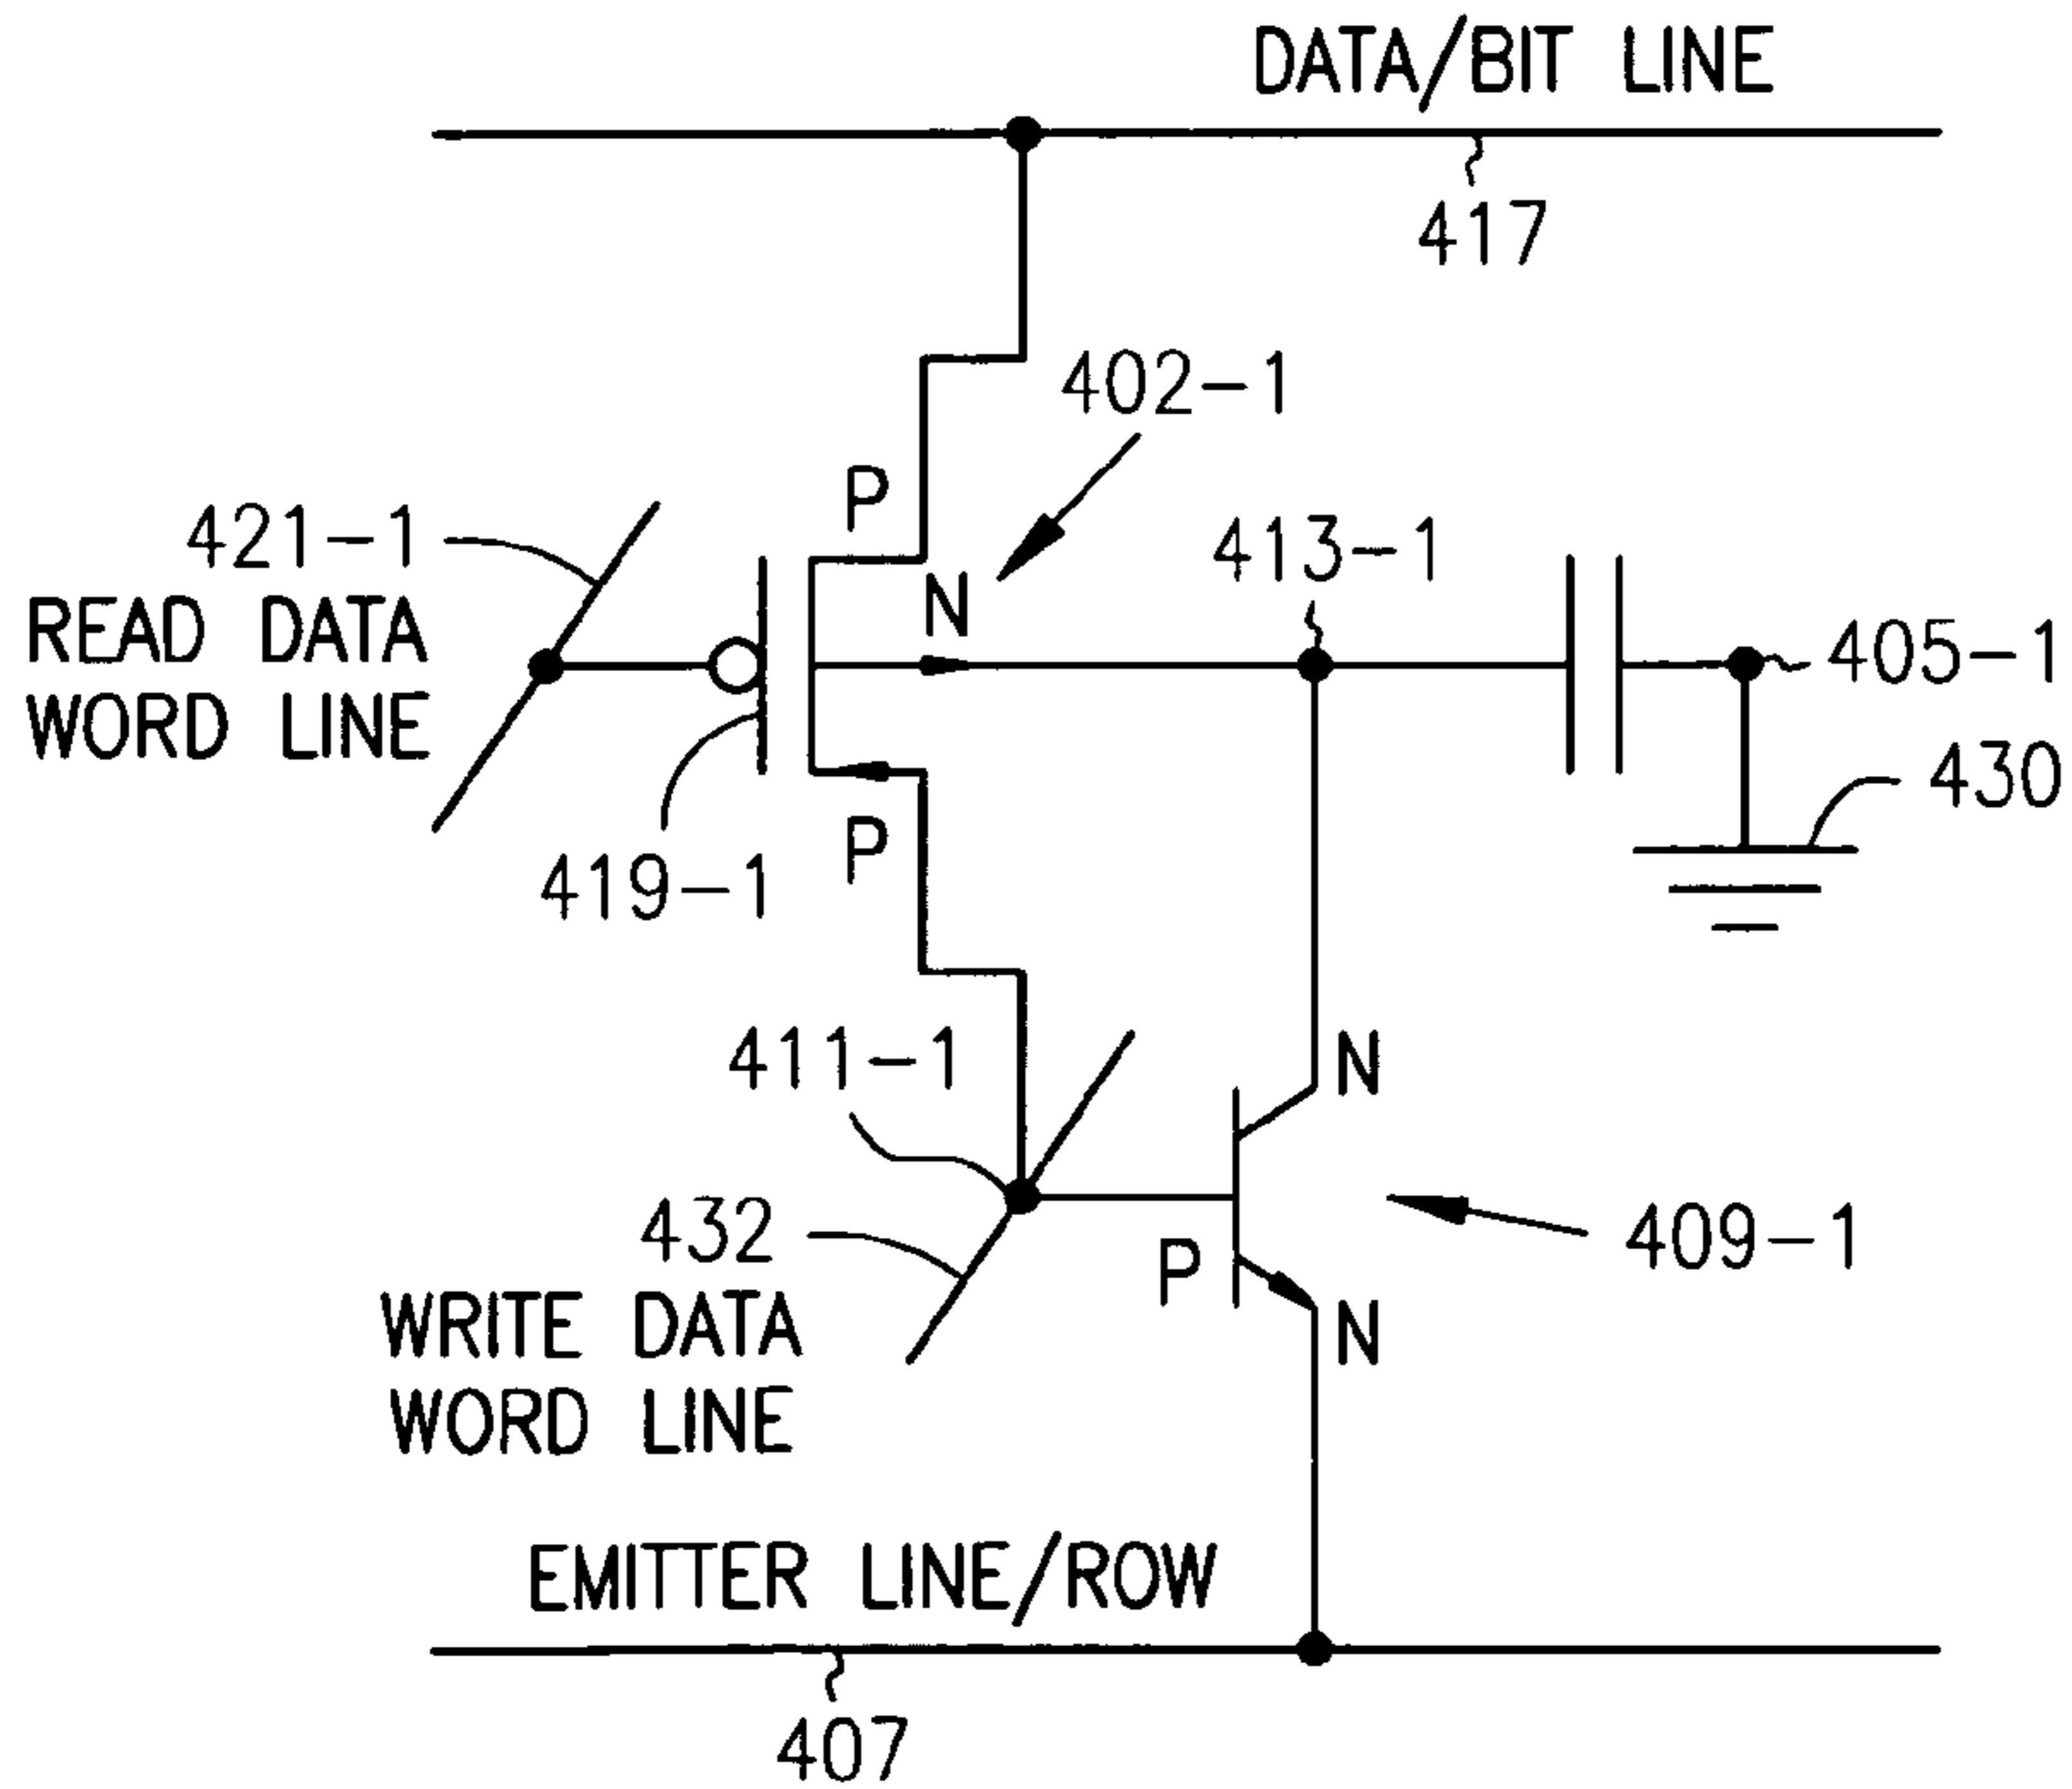 DATA/BIT LINE
417
402-1
P
421-1
413-1
N
READ DATA
WORD LINE
405-1
430
P
419-1
411-1
N
432
409-1
P
WRITE DATA
WORD LINE
N
EMITTER LINE/ROW
407